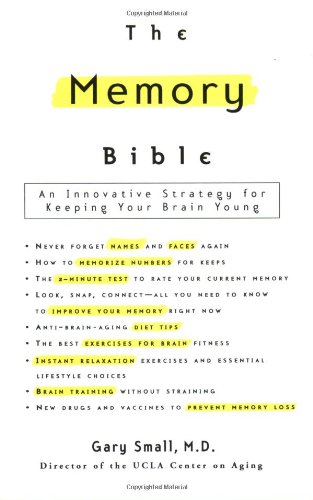 Copyrighted Material
The
Memory
Bible
An Innovative Strategy for
Keeping Your Brain Young
• Never forget names and faces again
• How to memorize numbers for keeps
• The 2-minute test to rate your current memory
• Look, snap, connect—all you need to know
to improve your memory right now
• Anti-brain-aging diet tips
• The best exercises for brain fitness
• Instant relaxation exercises and essential
lifestyle choices
• Brain training without straining
• New drugs and vaccines to prevent memory loss
Gary Small, M.D.
Director of the UCLA Center on Aging
Copyrighted Material